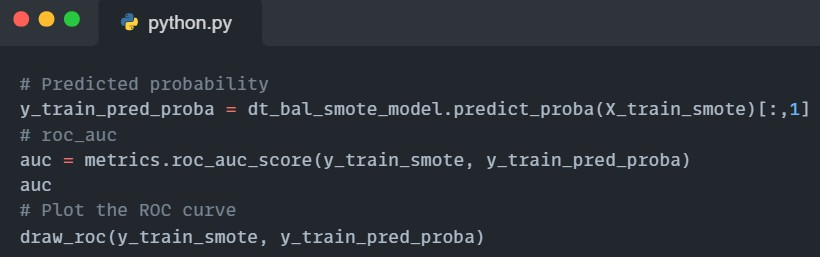 python.py
# Predicted probability
y_train_pred_proba = dt_bal_smote_model.predict_proba(X_train_smote)[:,1]
# roc_auc
auc = metrics.roc_auc_score(y_train_smote, y_train_pred_proba)
auc
# Plot the ROC curve
draw_roc(y_train_smote, y_train_pred_proba)